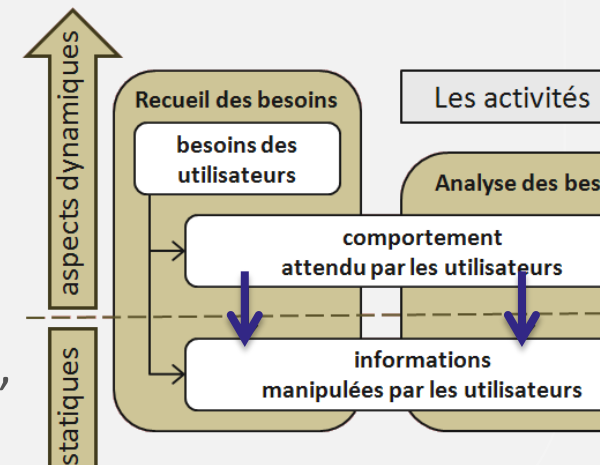 aspects dynamiques
Recueil des besoins
Les activités
besoins des
utilisateurs
Analyse des bes
comportement
attendu par les utilisateurs
informations
manipulées par les utilisateurs
statiques
,